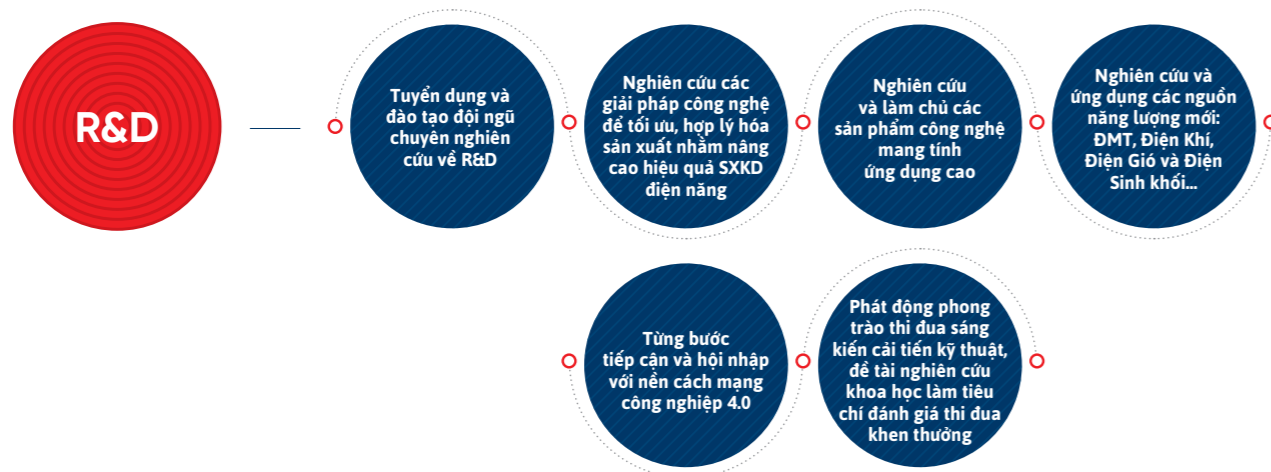 R&D
Tuyển dụng và
đào tạo đội ngũ
chuyên nghiên
cứu về R&D
Nghiên cứu các
giải pháp công nghệ
để tối ưu, hợp lý hóa
sản xuất nhằm nâng
cao hiệu quả SXKD
điện năng
Nghiên cứu
và làm chủ các
sản phẩm công nghệ
mang tính
ứng dụng cao
Nghiên cứu và
ứng dụng các nguồn
năng lượng mới:
ĐMT, Điện Khí,
Điện Gió và Điện
Sinh khối...
Từng bước
tiếp cận và hội nhập
với nền cách mạng
công nghiệp 4.0
Phát động phong
trào thi đua sáng
kiến cải tiến kỹ thuật,
đề tài nghiên cứu
khoa học làm tiêu
chí đánh giá thi đua
khen thưởng